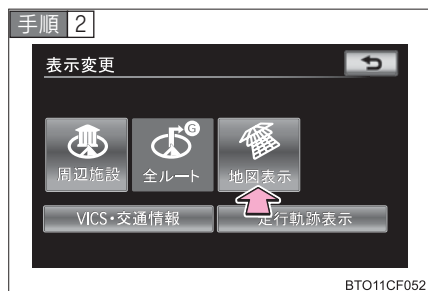 手順 2
表示変更
G
周辺施設 全ルート 地図表示
VICS・交通情報 走行軌跡表示
BTO11CF052